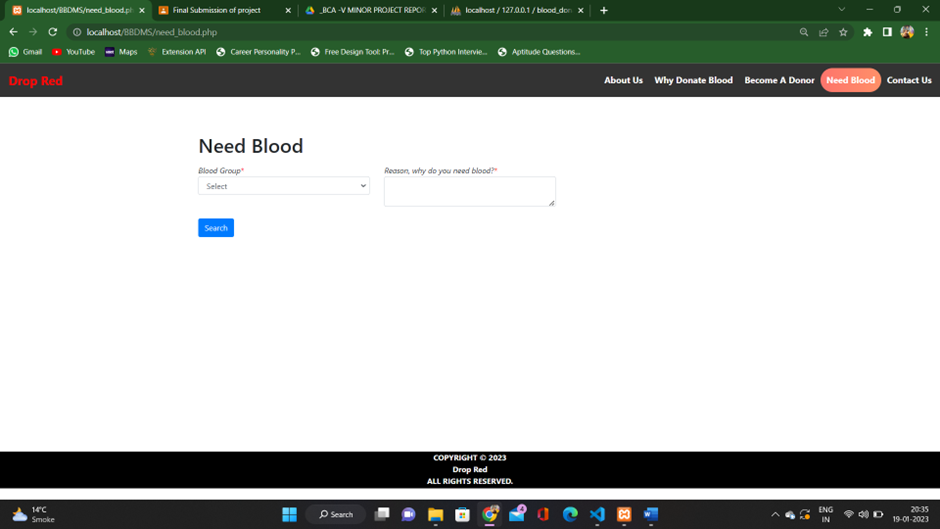 localhost/BBDMS/need_blood.ph
Final Submission of project
_BCA -V MINOR PROJECT REPOR
localhost / 127.0.0.1 / blood_don
localhost/BBDMS/need_blood.php
Gmail
YouTube
Maps
Extension API
Career Personality P...
Free Design Tool: Pr...
Top Python Intervie...
Aptitude Questions...
Drop Red
About Us
Why Donate Blood
Become A Donor
Need Blood
Contact Us
Need Blood
Blood Group*
Reason, why do you need blood?*
Select
Search
COPYRIGHT © 2023
Drop Red
ALL RIGHTS RESERVED.
14°C
Smoke
Search
4
ENG
IN
20:35
19-01-2023